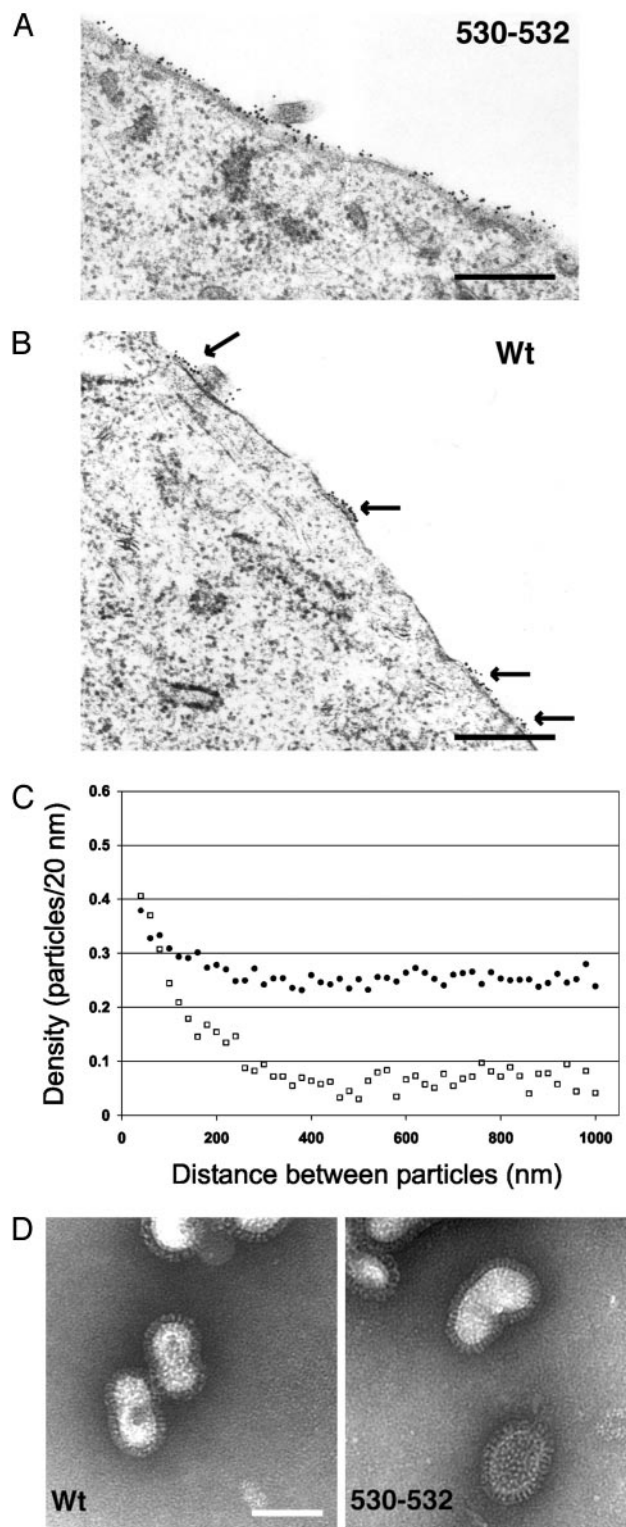 A
530-532
B
Wt
C
0.6
0.5
0.4
0.3
0.2
0.1
0
Density (particles/20 nm)
0
200
400
600
800
1000
Distance between particles (nm)
D
Wt
530-532